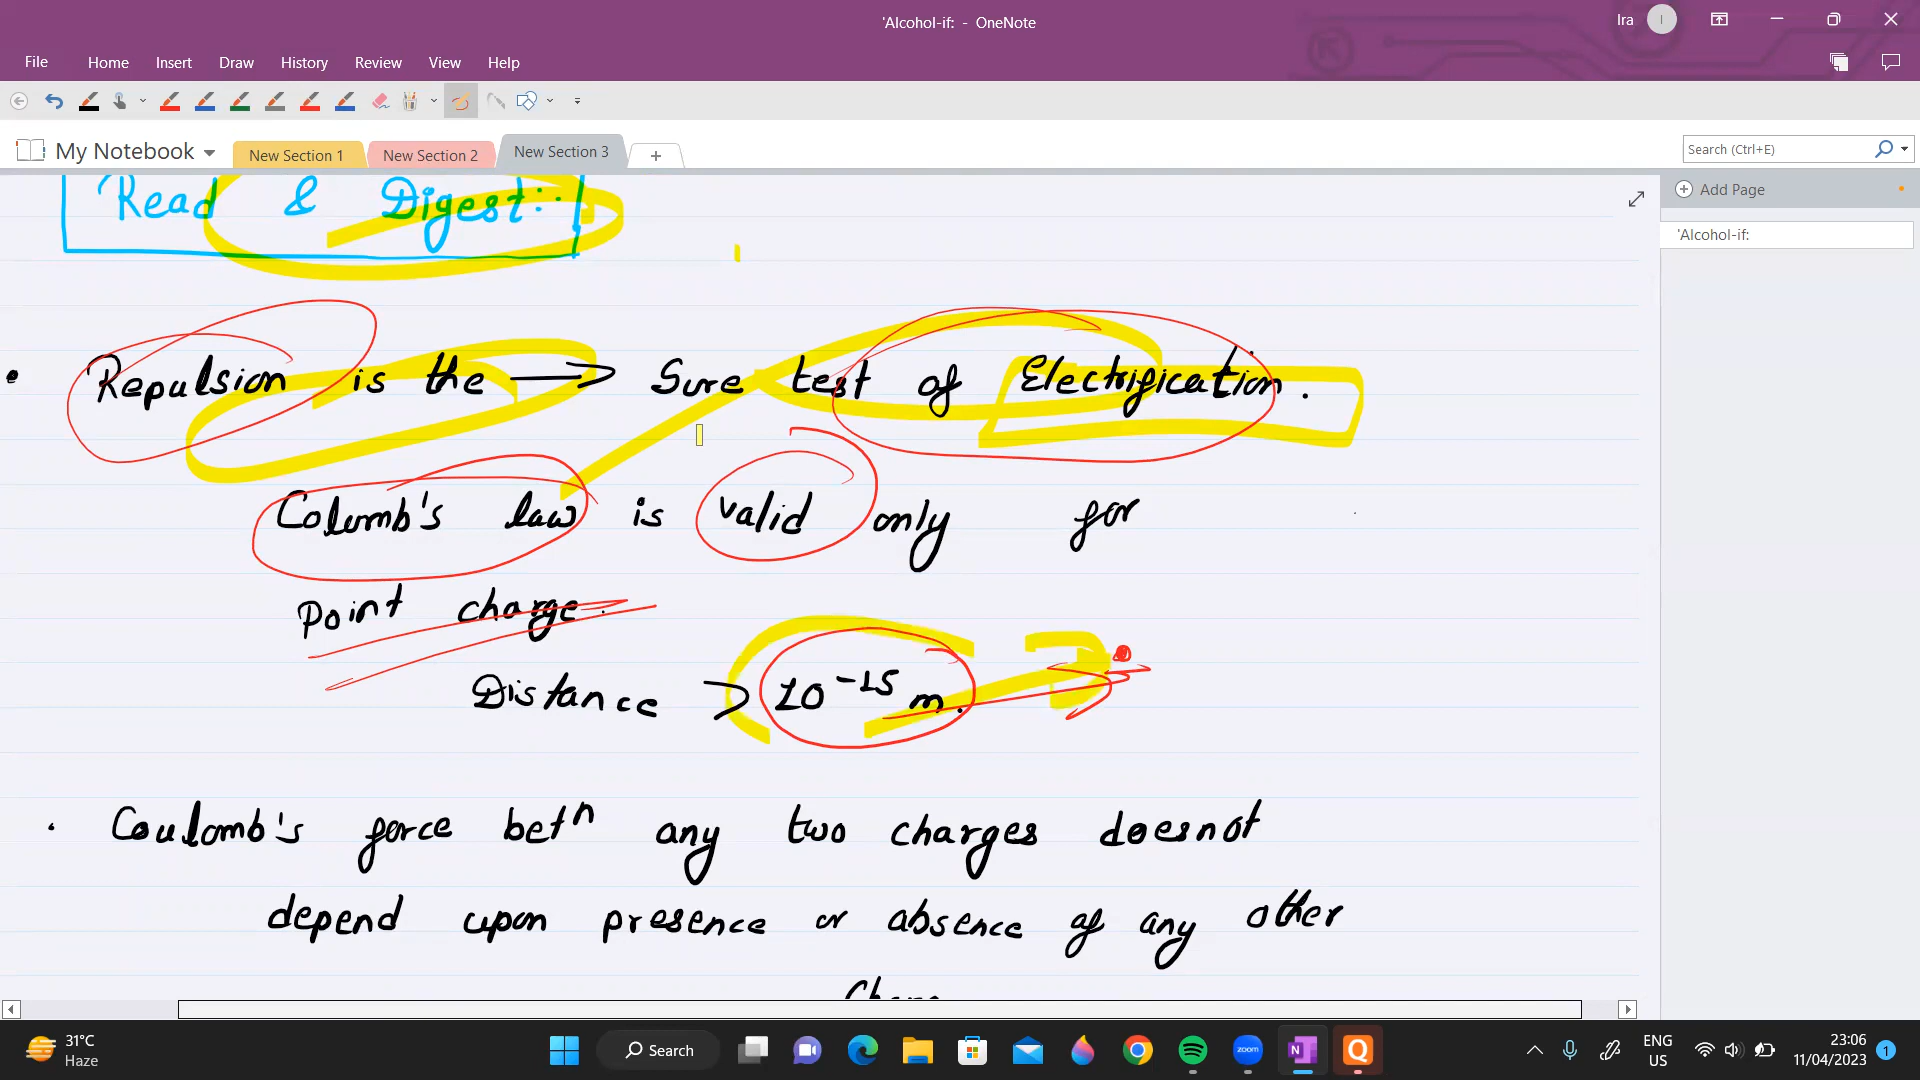 'Alcohol-if: - OneNote
Ira
I
File Home Insert Draw History Review View Help
My Notebook
New Section 1
New Section 2
New Section 3
Search (Ctrl+E)
Add Page
'Alcohol-if:
Read & Digest:
• Repulsion is the → Sure test of Electrification.
Colomb's law is valid only for
Point charge.
Distance > 10⁻¹⁵ m.
• Coulomb's force betⁿ any two charges doesnot
depend upon presence or absence of any other
31°C
Haze
Search
zoom
ENG
US
23:06
11/04/2023
1